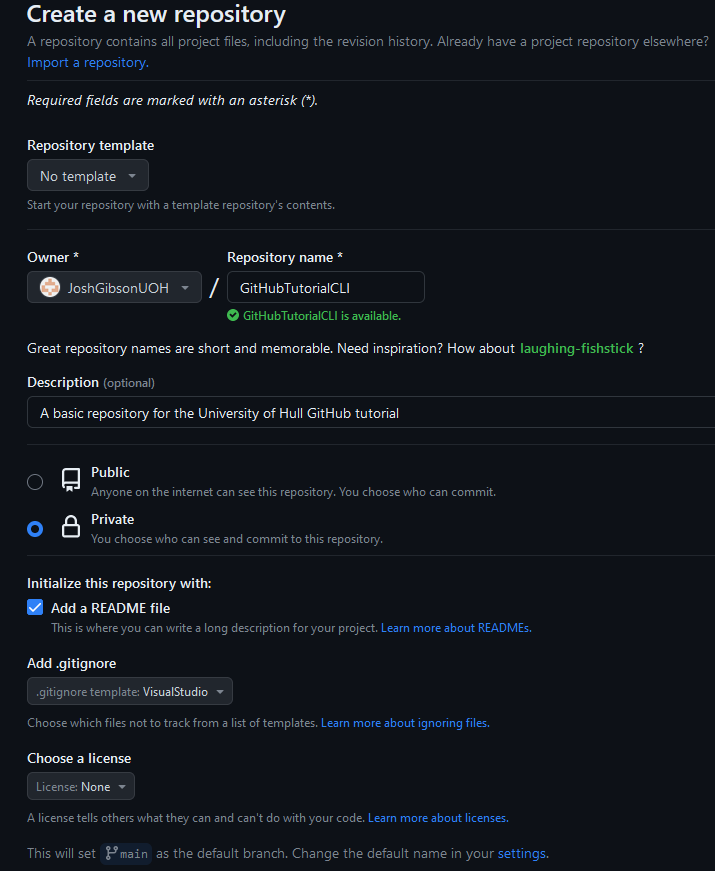 Create a new repository
A repository contains all project files, including the revision history. Already have a project repository elsewhere?
Import a repository.
Required fields are marked with an asterisk (*).
Repository template
No template
Start your repository with a template repository's contents.
Owner * Repository name *
JoshGibsonUOH / GitHubTutorialCLI
GitHubTutorialCLI is available.
Great repository names are short and memorable. Need inspiration? How about laughing-fishstick ?
Description (optional)
A basic repository for the University of Hull GitHub tutorial
Public
Anyone on the internet can see this repository. You choose who can commit.
Private
You choose who can see and commit to this repository.
Initialize this repository with:
Add a README file
This is where you can write a long description for your project. Learn more about READMEs.
Add .gitignore
.gitignore template: VisualStudio
Choose which files not to track from a list of templates. Learn more about ignoring files.
Choose a license
License: None
A license tells others what they can and can't do with your code. Learn more about licenses.
This will set main as the default branch. Change the default name in your settings.